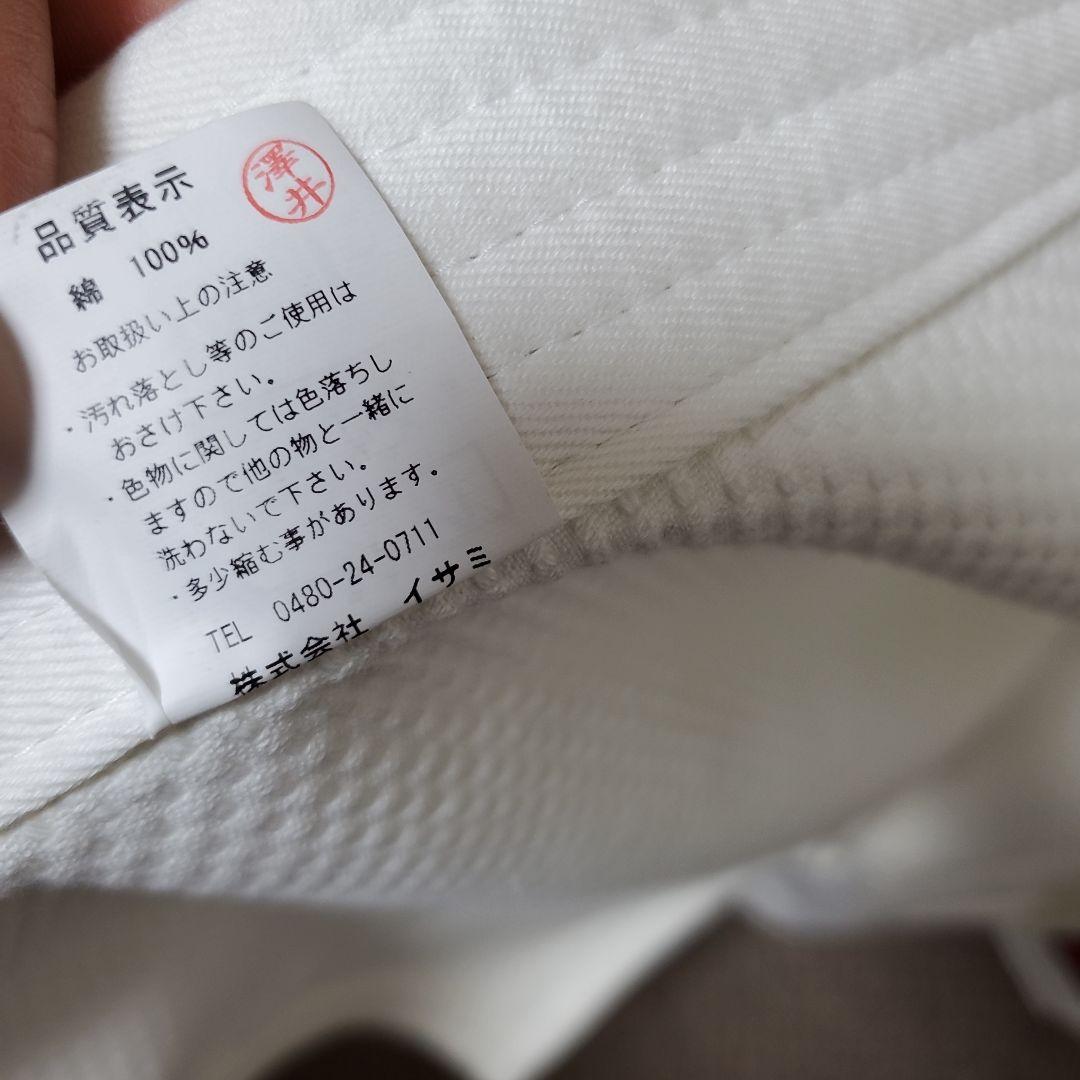 品質表示
澤井
綿 100%
お取扱い上の注意
・汚れ落とし等のご使用は
おさけ下さい。
・色物に関しては色落ちし
ますので他の物と一緒に
洗わないで下さい。
・多少縮む事があります。
TEL 0480-24-0711
株式会社 イサミ